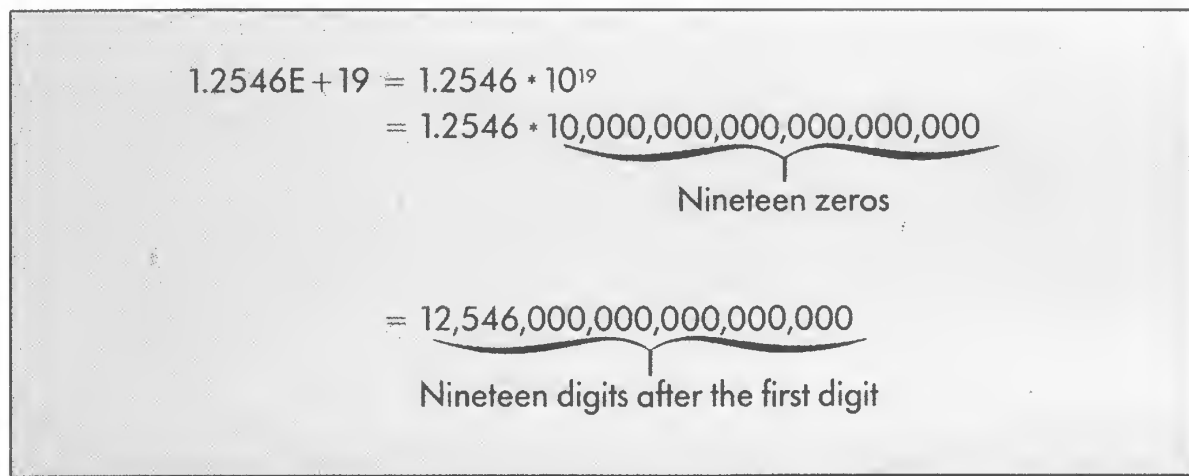 1.2546E+19 = 1.2546 * 10¹⁹
= 1.2546 * 10,000,000,000,000,000,000
Nineteen zeros
= 12,546,000,000,000,000,000
Nineteen digits after the first digit